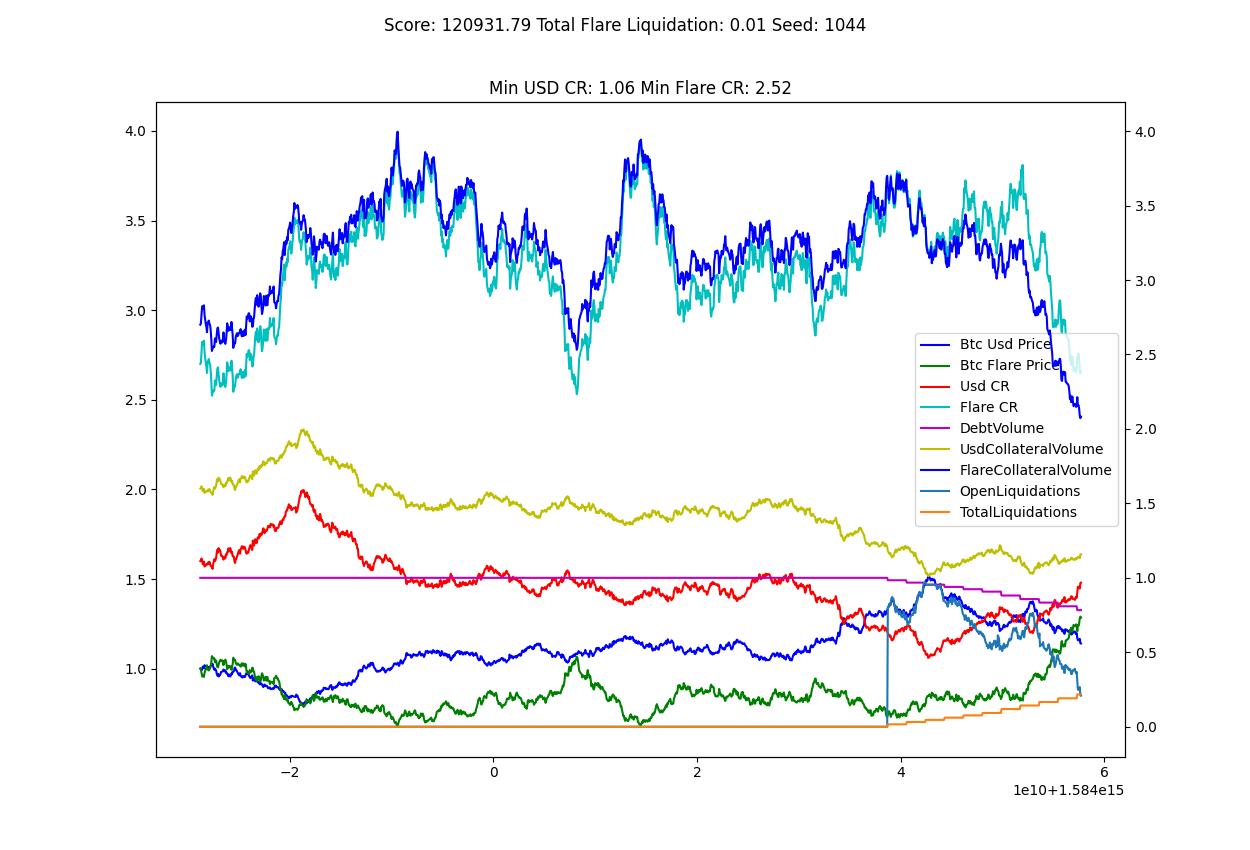 Score: 120931.79 Total Flare Liquidation: 0.01 Seed: 1044
Min USD CR: 1.06 Min Flare CR: 2.52
4.0
3.5
3.0
2.5
2.0
1.5
1.0
4.0
3.5
3.0
2.5
2.0
1.5
1.0
0.5
0.0
Btc Usd Price
Btc Flare Price
Usd CR
Flare CR
DebtVolume
UsdCollateralVolume
FlareCollateralVolume
OpenLiquidations
TotalLiquidations
−2 0 2 4 6
1e10+1.584e15